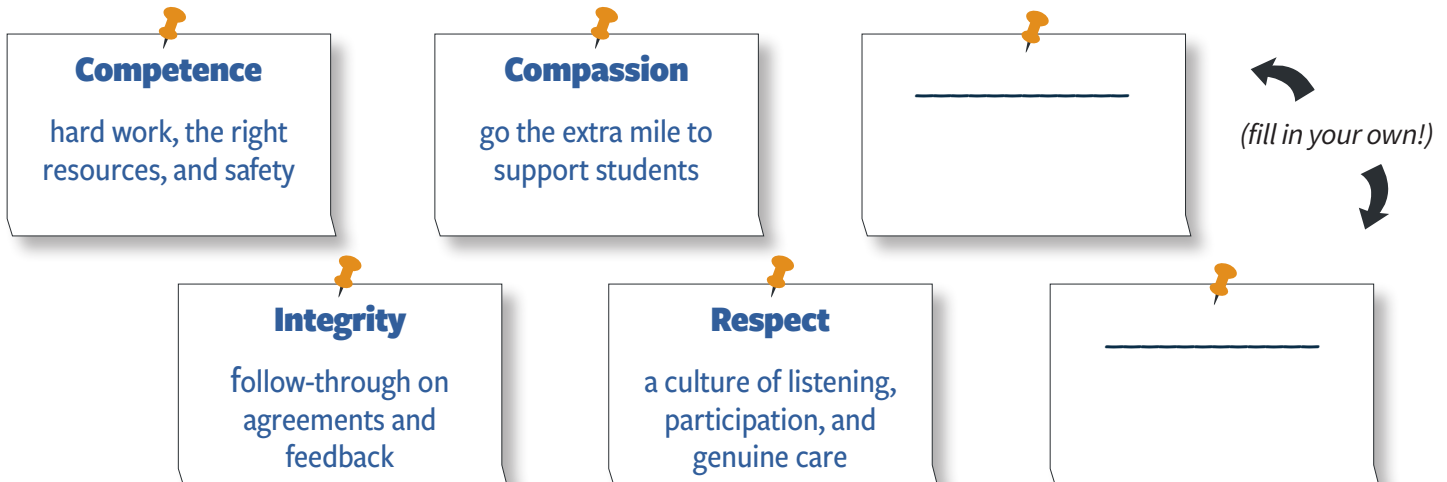 Competence
hard work, the right
resources, and safety
Compassion
go the extra mile to
support students
(fill in your own!)
Integrity
follow-through on
agreements and
feedback
Respect
a culture of listening,
participation, and
genuine care